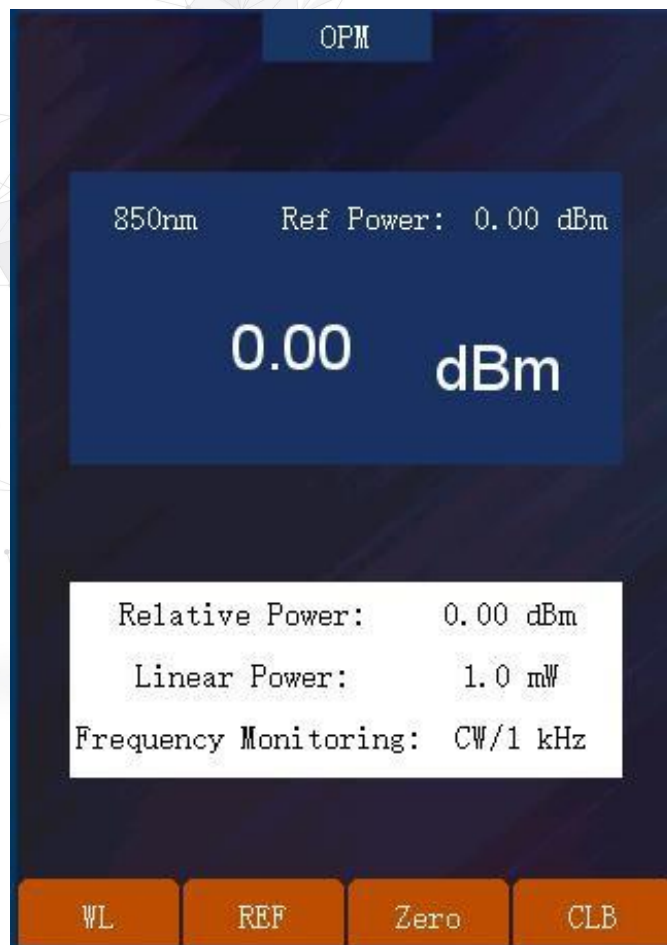 OPM
850nm Ref Power: 0.00 dBm
0.00 dBm
Relative Power: 0.00 dBm
Linear Power: 1.0 mW
Frequency Monitoring: CW/1 kHz
WL REF Zero CLB